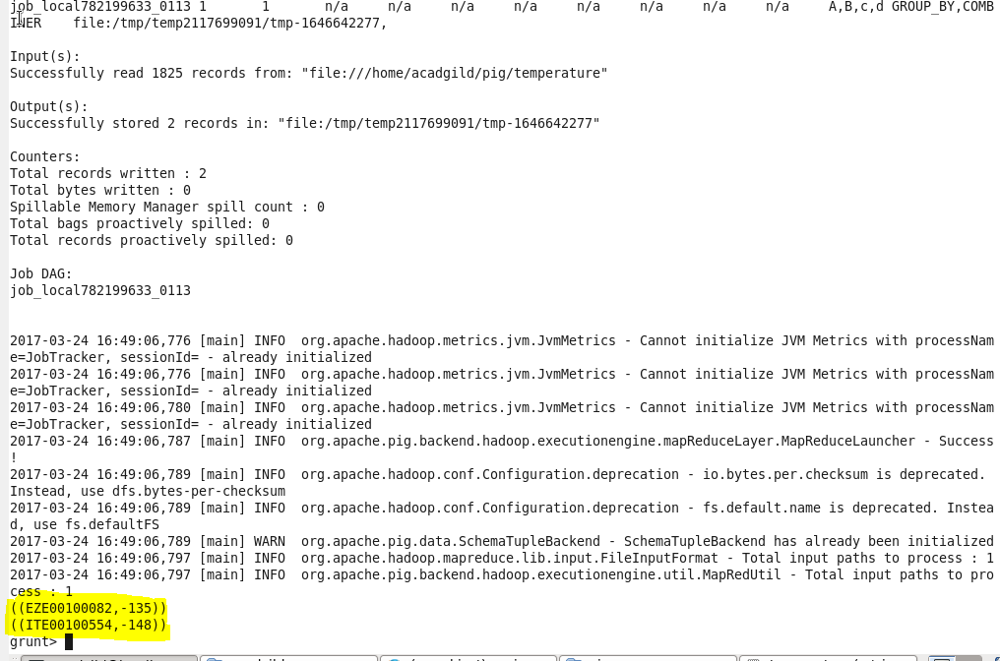 job_local782199633_0113 1 1 n/a n/a n/a n/a n/a n/a n/a n/a A,B,c,d GROUP_BY,COMB
INER file:/tmp/temp2117699091/tmp-1646642277,
Input(s):
Successfully read 1825 records from: "file:///home/acadgild/pig/temperature"
Output(s):
Successfully stored 2 records in: "file:/tmp/temp2117699091/tmp-1646642277"
Counters:
Total records written : 2
Total bytes written : 0
Spillable Memory Manager spill count : 0
Total bags proactively spilled: 0
Total records proactively spilled: 0
Job DAG:
job_local782199633_0113
2017-03-24 16:49:06,776 [main] INFO  org.apache.hadoop.metrics.jvm.JvmMetrics - Cannot initialize JVM Metrics with processNam
e=JobTracker, sessionId= - already initialized
2017-03-24 16:49:06,776 [main] INFO  org.apache.hadoop.metrics.jvm.JvmMetrics - Cannot initialize JVM Metrics with processNam
e=JobTracker, sessionId= - already initialized
2017-03-24 16:49:06,780 [main] INFO  org.apache.hadoop.metrics.jvm.JvmMetrics - Cannot initialize JVM Metrics with processNam
e=JobTracker, sessionId= - already initialized
2017-03-24 16:49:06,787 [main] INFO  org.apache.pig.backend.hadoop.executionengine.mapReduceLayer.MapReduceLauncher - Success
!
2017-03-24 16:49:06,789 [main] INFO  org.apache.hadoop.conf.Configuration.deprecation - io.bytes.per.checksum is deprecated.
Instead, use dfs.bytes-per-checksum
2017-03-24 16:49:06,789 [main] INFO  org.apache.hadoop.conf.Configuration.deprecation - fs.default.name is deprecated. Instea
d, use fs.defaultFS
2017-03-24 16:49:06,789 [main] WARN  org.apache.pig.data.SchemaTupleBackend - SchemaTupleBackend has already been initialized
2017-03-24 16:49:06,797 [main] INFO  org.apache.hadoop.mapreduce.lib.input.FileInputFormat - Total input paths to process : 1
2017-03-24 16:49:06,797 [main] INFO  org.apache.pig.backend.hadoop.executionengine.util.MapRedUtil - Total input paths to pro
cess : 1
((EZE00100082,-135))
((ITE00100554,-148))
grunt>